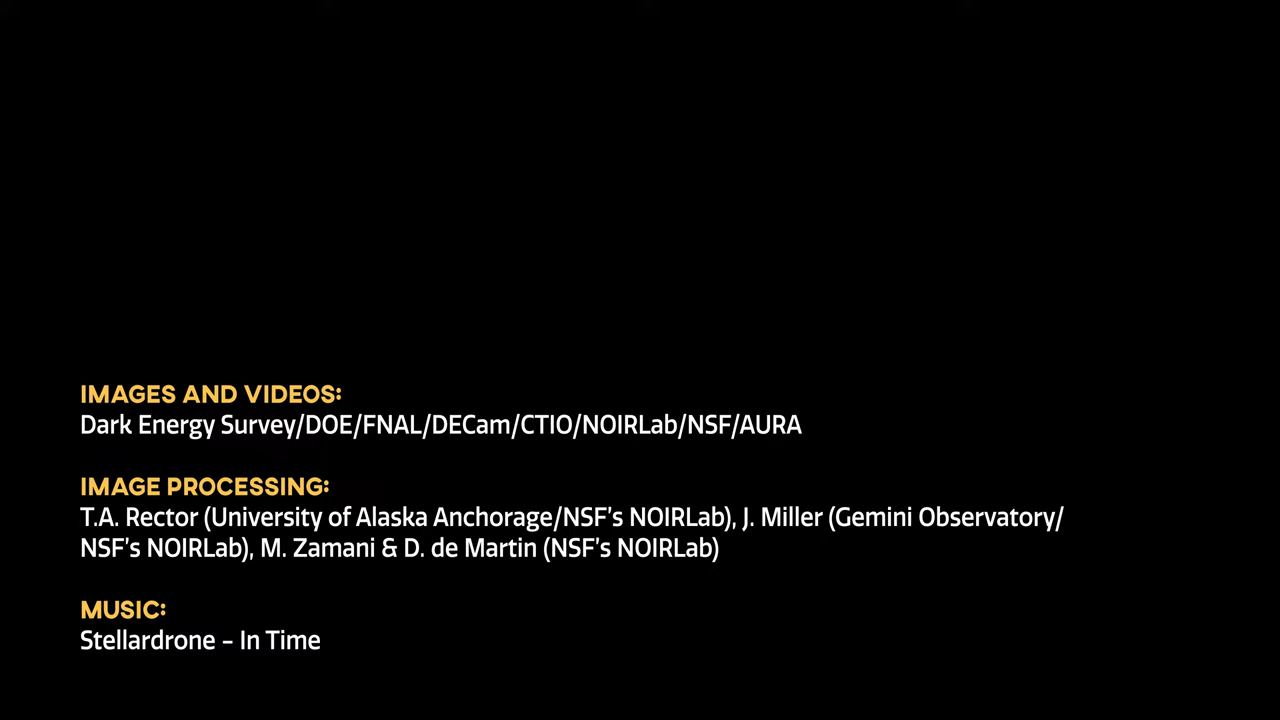 IMAGES AND VIDEOS:
Dark Energy Survey/DOE/FNAL/DECam/CTIO/NOIRLab/NSF/AURA
IMAGE PROCESSING:
T.A. Rector (University of Alaska Anchorage/NSF's NOIRLab), J. Miller (Gemini Observatory/
NSF's NOIRLab), M. Zamani & D. de Martin (NSF's NOIRLab)
MUSIC:
Stellardrone – In Time